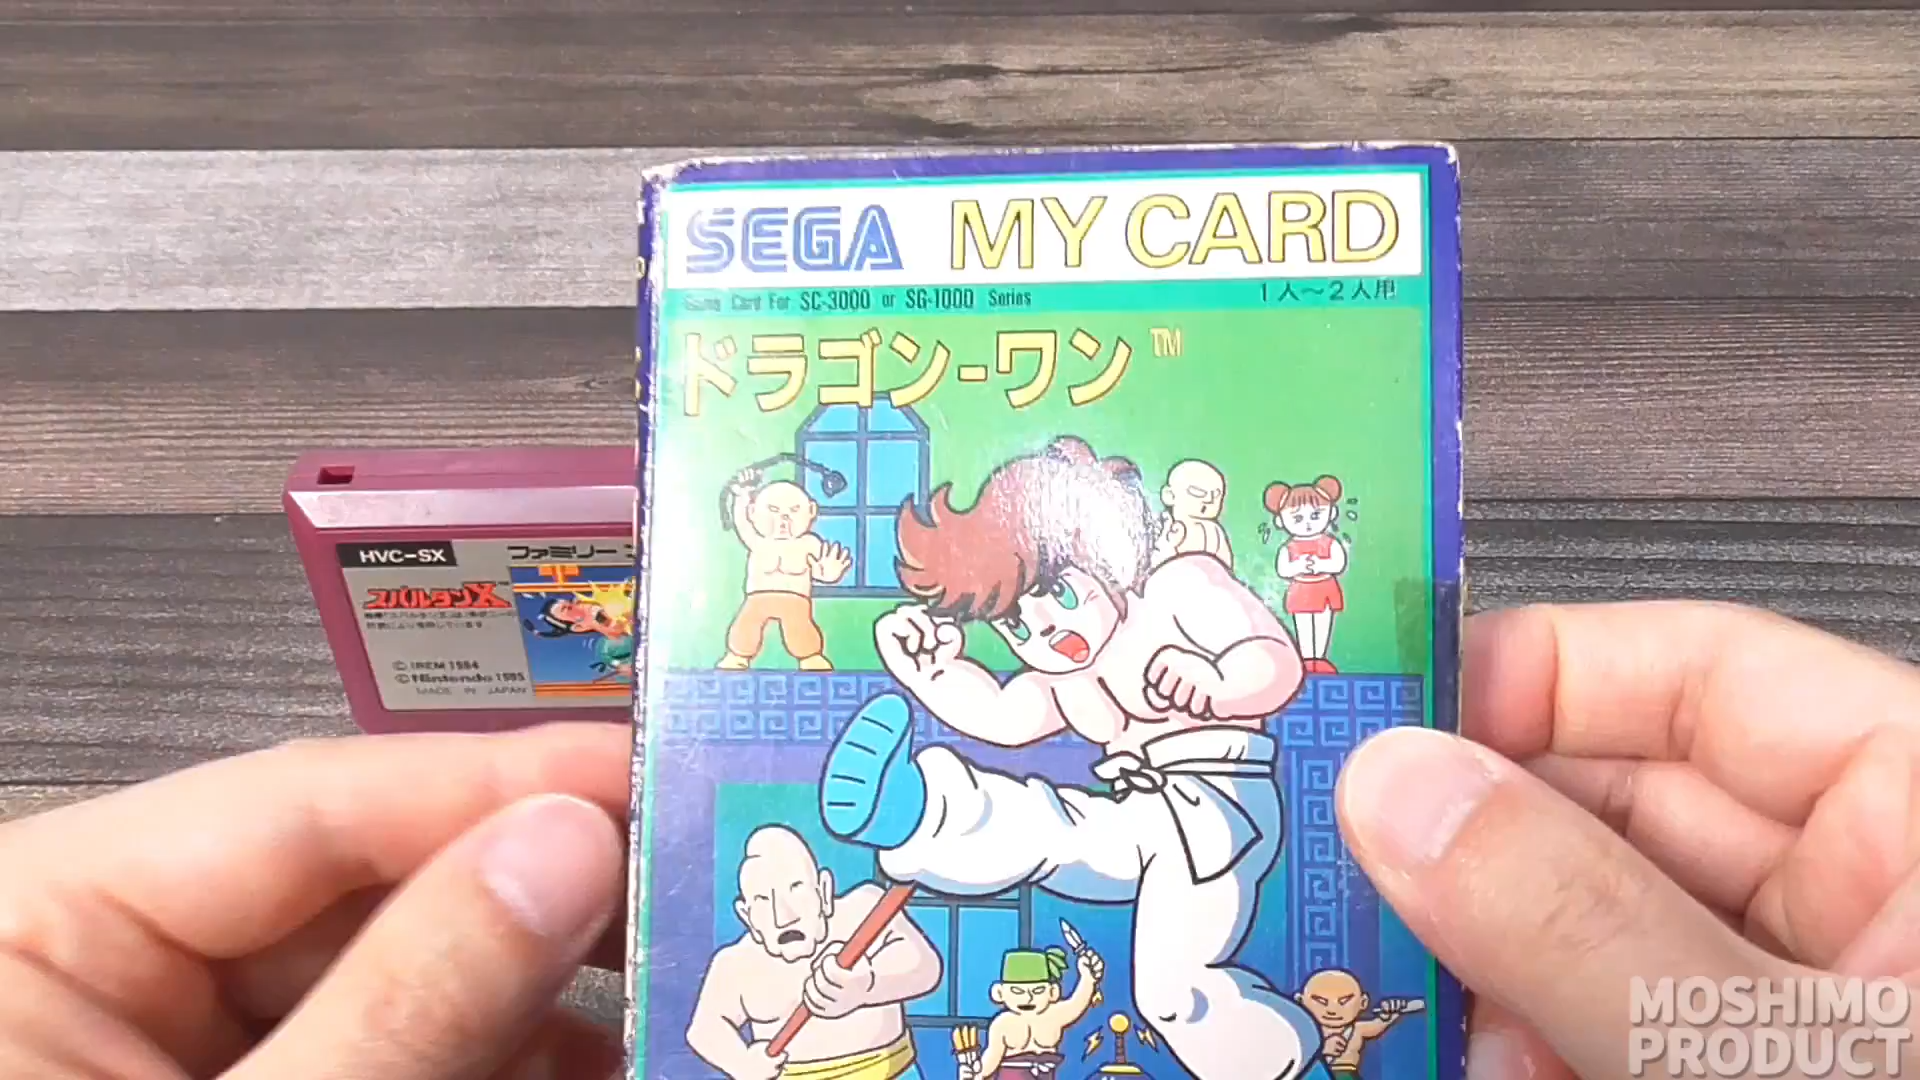 SEGA MY CARD
Game Card For SC-3000 or SG-1000 Series
1人〜2人用
ドラゴン-ワン™
HVC-SX
ファミリー
スパルタンX™
© IREM 1984
© Nintendo 1985
MADE IN JAPAN
MOSHIMO
PRODUCT